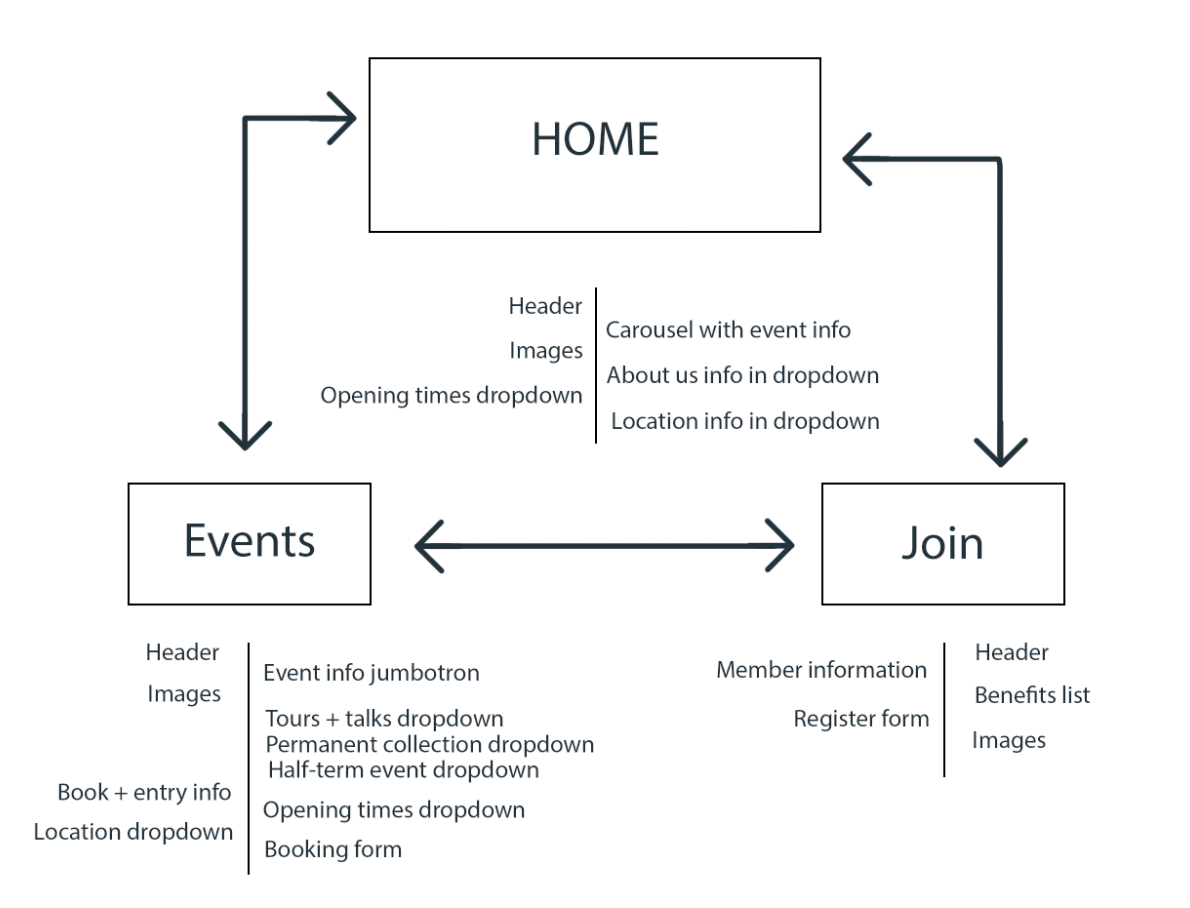 HOME
Header
Images
Opening times dropdown
Carousel with event info
About us info in dropdown
Location info in dropdown
Events
Join
Header
Images
Book + entry info
Location dropdown
Event info jumbotron
Tours + talks dropdown
Permanent collection dropdown
Half-term event dropdown
Opening times dropdown
Booking form
Member information
Register form
Header
Benefits list
Images